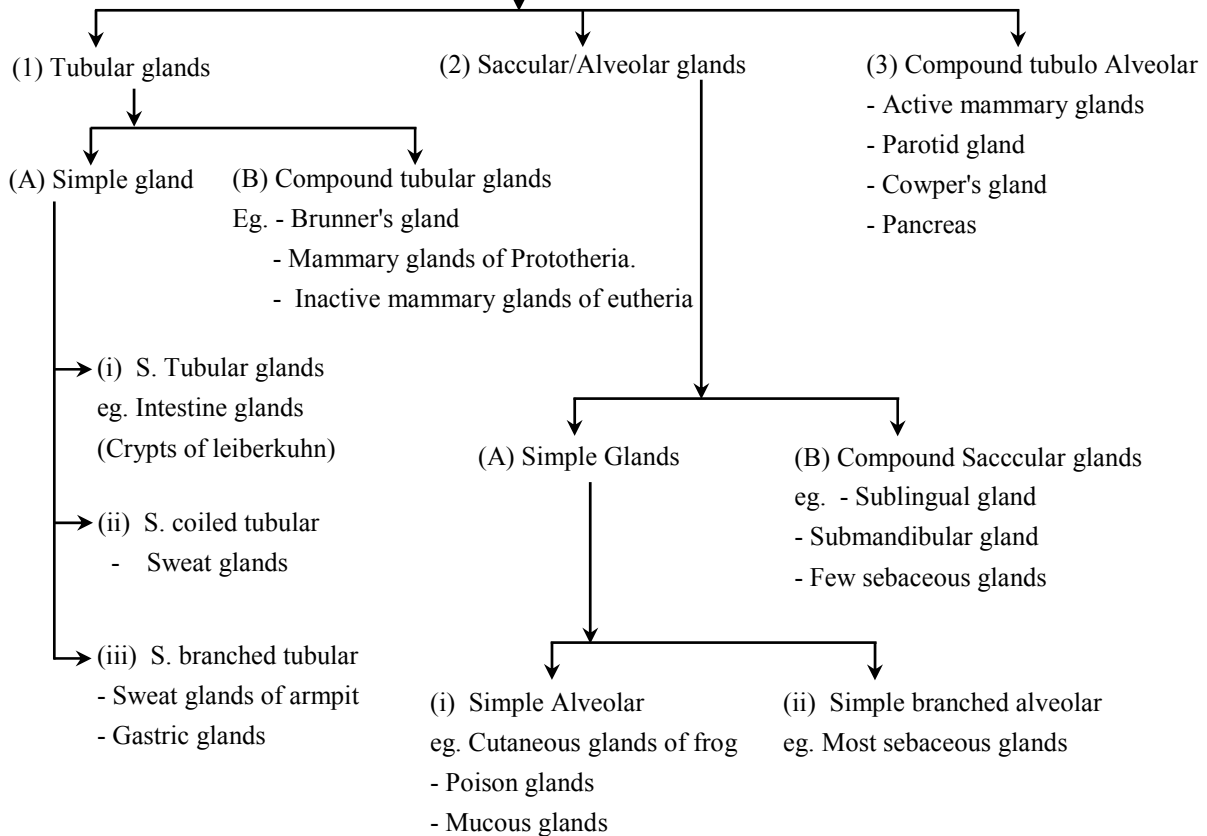 (1) Tubular glands
(2) Saccular/Alveolar glands
(3) Compound tubulo Alveolar
- Active mammary glands
- Parotid gland
- Cowper's gland
- Pancreas
(A) Simple gland
(B) Compound tubular glands
Eg. - Brunner's gland
- Mammary glands of Prototheria.
- Inactive mammary glands of eutheria
(i) S. Tubular glands
eg. Intestine glands
(Crypts of leiberkuhn)
(ii) S. coiled tubular
- Sweat glands
(iii) S. branched tubular
- Sweat glands of armpit
- Gastric glands
(A) Simple Glands
(B) Compound Sacccular glands
eg. - Sublingual gland
- Submandibular gland
- Few sebaceous glands
(i) Simple Alveolar
eg. Cutaneous glands of frog
- Poison glands
- Mucous glands
(ii) Simple branched alveolar
eg. Most sebaceous glands